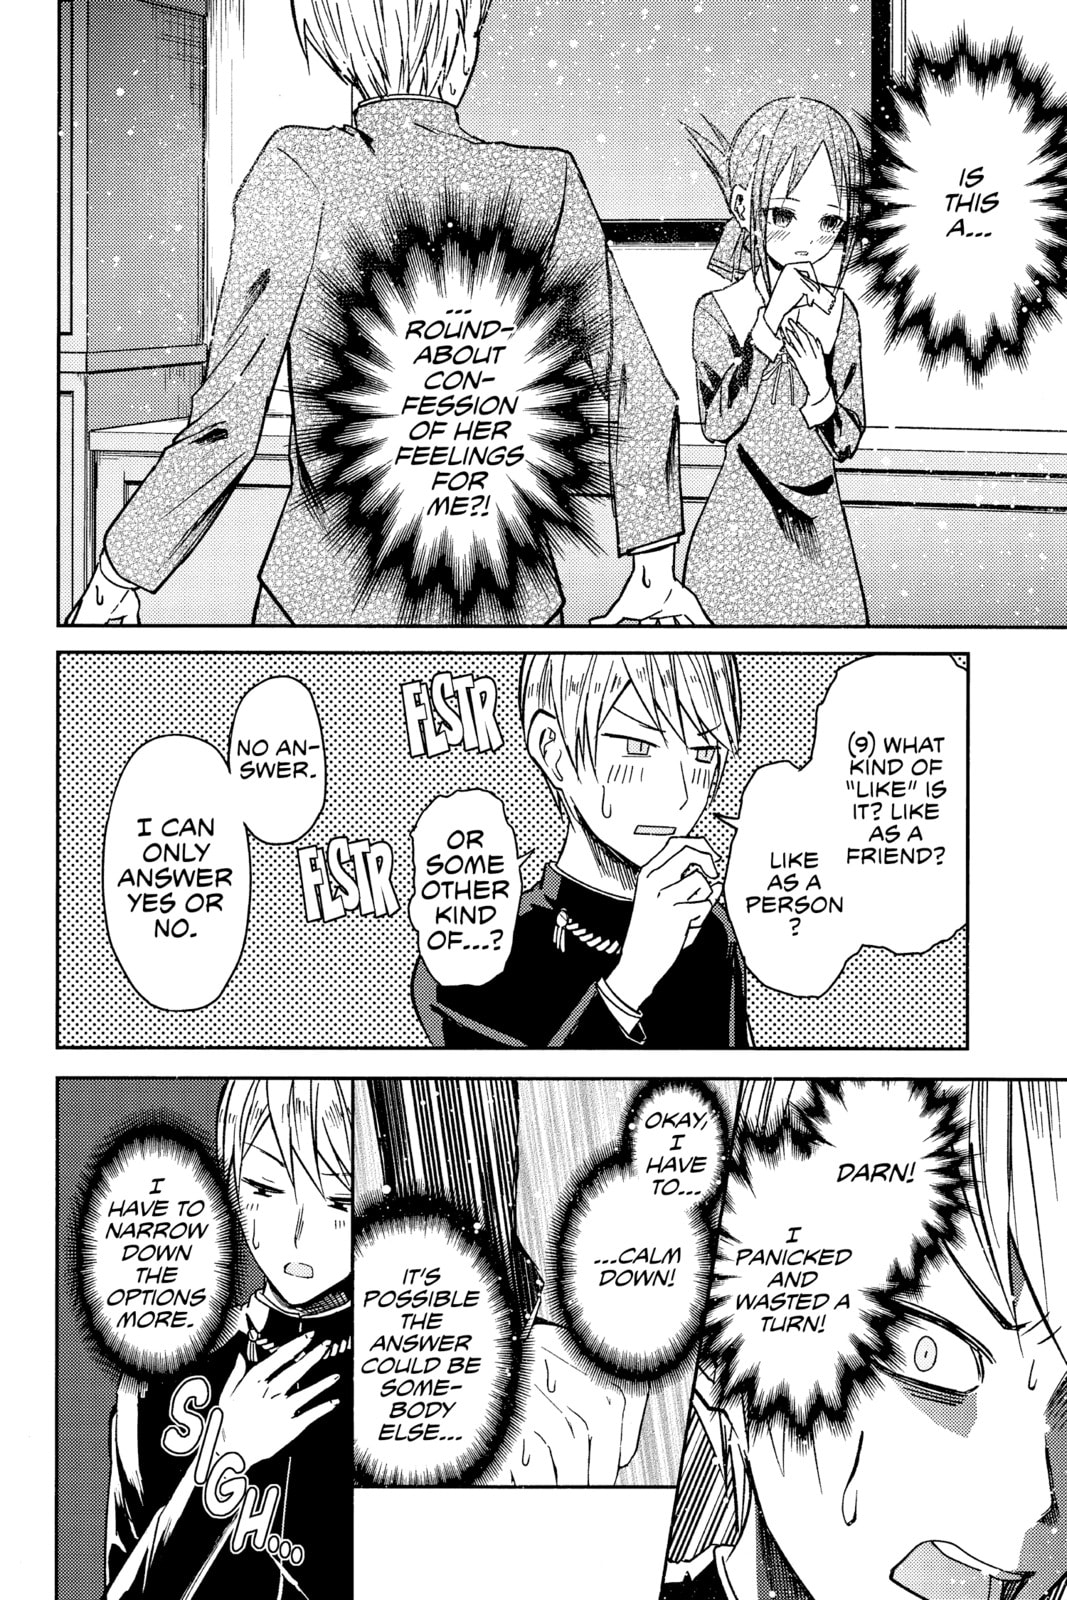 IS
THIS
A...
...
ROUND-
ABOUT
CON-
FESSION
OF HER
FEELINGS
FOR
ME?!
(9) WHAT
KIND OF
"LIKE" IS
IT? LIKE
AS A
FRIEND?
LIKE
AS A
PERSON
?
OR
SOME
OTHER
KIND
OF...?
FLSTR
FLSTR
NO AN-
SWER.
I CAN
ONLY
ANSWER
YES OR
NO.
DARN!
I
PANICKED
AND
WASTED A
TURN!
OKAY,
I
HAVE
TO...
...CALM
DOWN!
IT'S
POSSIBLE
THE
ANSWER
COULD BE
SOME-
BODY
ELSE...
I
HAVE TO
NARROW
DOWN
THE
OPTIONS
MORE.
SIGH...